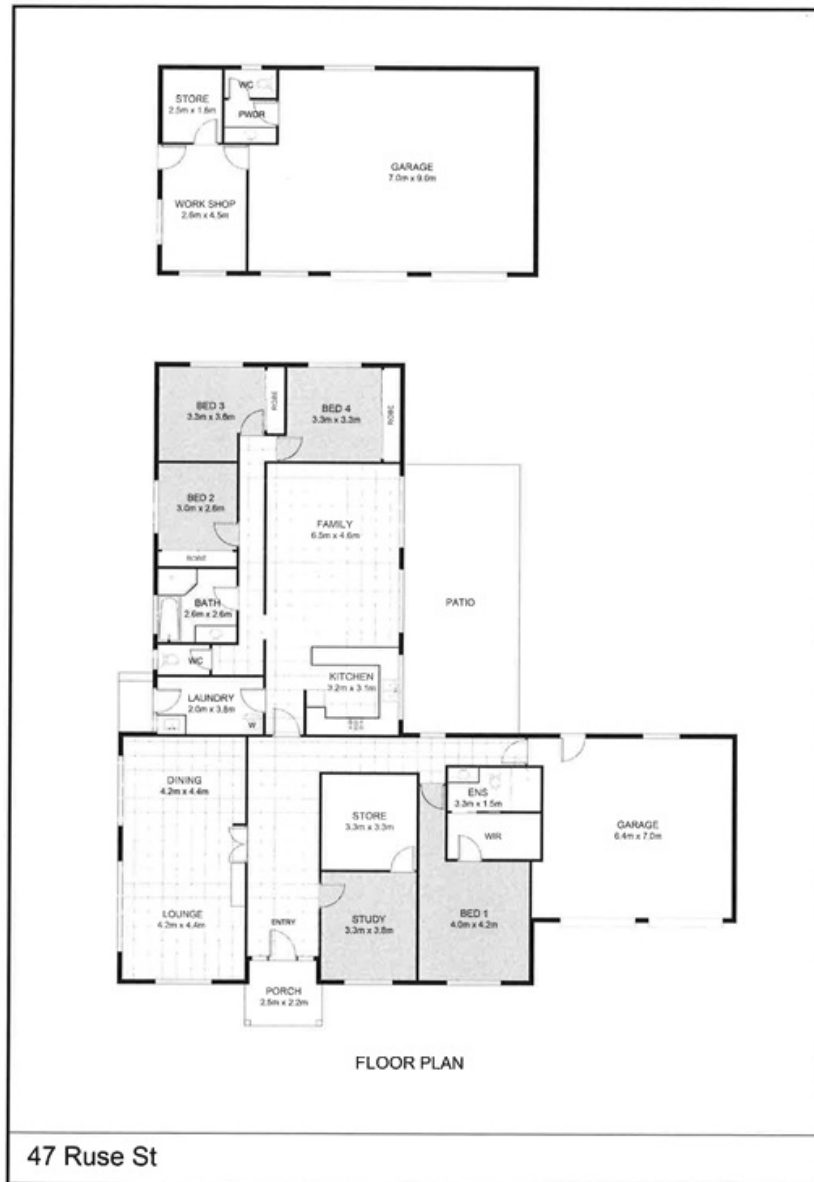 STORE
2.5m x 1.6m
WC
PWDR
GARAGE
7.0m x 9.0m
WORK SHOP
2.6m x 4.5m
BED 3
3.3m x 3.8m
ROBE
BED 4
3.3m x 3.3m
ROBE
BED 2
3.0m x 2.6m
ROBE
FAMILY
6.5m x 4.6m
PATIO
BATH
2.6m x 2.6m
WC
KITCHEN
3.2m x 3.1m
LAUNDRY
2.0m x 3.8m
W
DINING
4.2m x 4.4m
ENS
3.3m x 1.5m
STORE
3.3m x 3.3m
GARAGE
6.4m x 7.0m
WIR
LOUNGE
4.2m x 4.4m
ENTRY
STUDY
3.3m x 3.8m
BED 1
4.0m x 4.2m
PORCH
2.5m x 2.2m
FLOOR PLAN
47 Ruse St